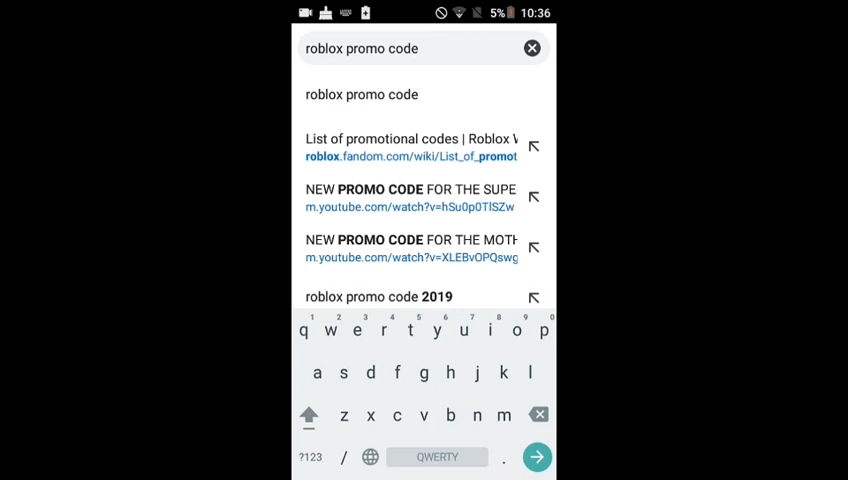 5% 10:36
roblox promo code
roblox promo code
List of promotional codes | Roblox
roblox.fandom.com/wiki/List_of_promot
NEW PROMO CODE FOR THE SUPE
m.youtube.com/watch?v=hSu0p0TlSZw
NEW PROMO CODE FOR THE MOTH
m.youtube.com/watch?v=XLEBvOPQswg
roblox promo code 2019
1 2 3 4 5 6 7 8 9 0
q w e r t y u i o p
a s d f g h j k l
z x c v b n m
?123 / QWERTY .